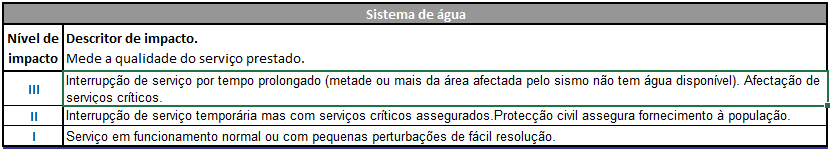 Sistema de água
Nível de impacto
Descritor de impacto.
Mede a qualidade do serviço prestado.
III
Interrupção de serviço por tempo prolongado (metade ou mais da área afectada pelo sismo não tem água disponível). Afectação de
serviços críticos.
II
Interrupção de serviço temporária mas com serviços críticos assegurados.Protecção civil assegura fornecimento à população.
I
Serviço em funcionamento normal ou com pequenas perturbações de fácil resolução.